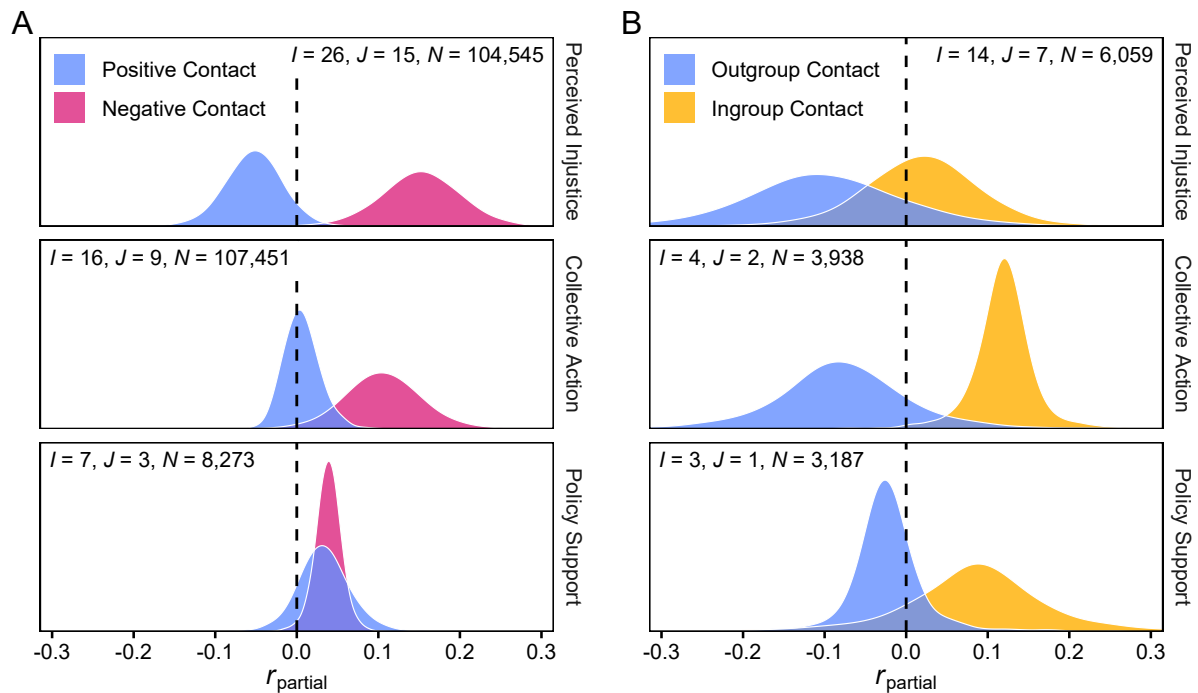 A
Positive Contact
Negative Contact
I = 26, J = 15, N = 104,545
Perceived Injustice
I = 16, J = 9, N = 107,451
Collective Action
I = 7, J = 3, N = 8,273
Policy Support
-0.3 -0.2 -0.1 0.0 0.1 0.2 0.3
r partial
B
Outgroup Contact
Ingroup Contact
I = 14, J = 7, N = 6,059
Perceived Injustice
I = 4, J = 2, N = 3,938
Collective Action
I = 3, J = 1, N = 3,187
Policy Support
-0.3 -0.2 -0.1 0.0 0.1 0.2 0.3
r partial